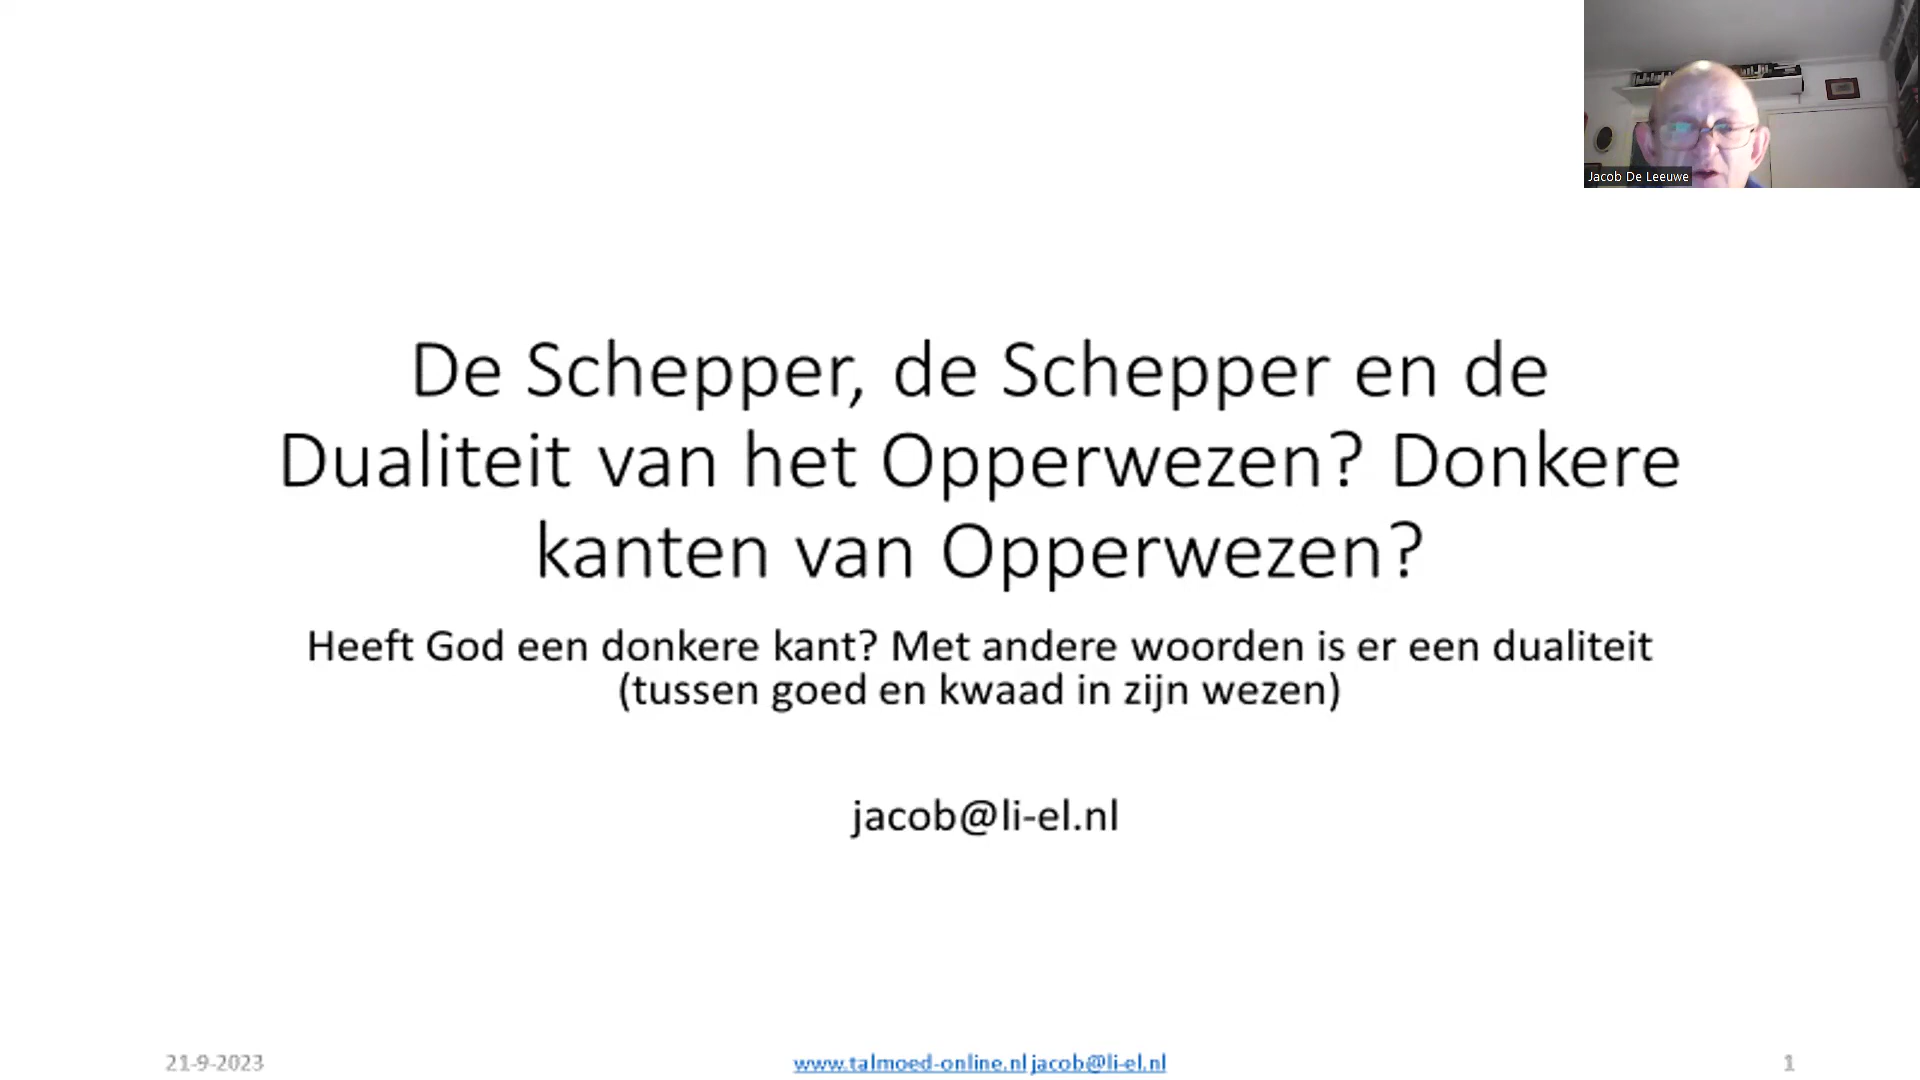 Jacob De Leeuwe
De Schepper, de Schepper en de
Dualiteit van het Opperwezen? Donkere
kanten van Opperwezen?
Heeft God een donkere kant? Met andere woorden is er een dualiteit
(tussen goed en kwaad in zijn wezen)
jacob@li-el.nl
21-9-2023
www.talmoed-online.nl jacob@li-el.nl
1